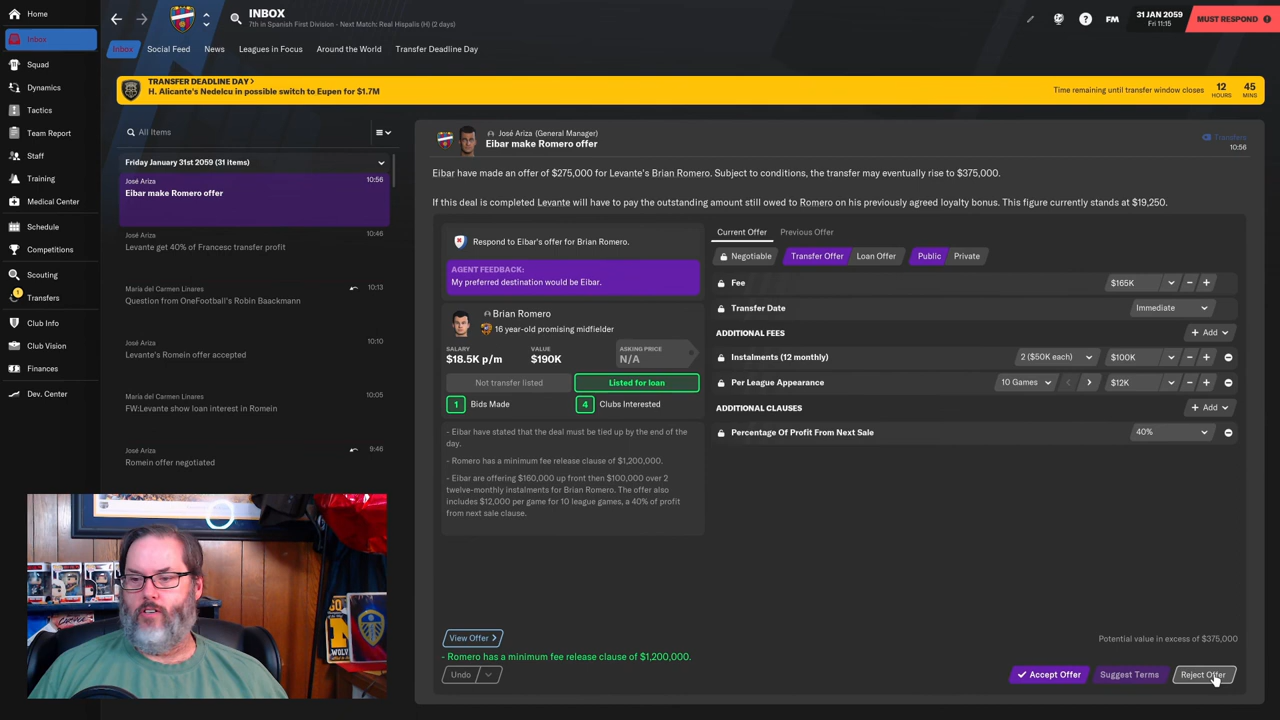 Home
INBOX
7th in Spanish First Division - Next Match: Real Hispalis (H) (2 days)
FM
31 JAN 2059
Fri 11:15
MUST RESPOND
Inbox
Inbox
Social Feed
News
Leagues in Focus
Around the World
Transfer Deadline Day
Squad
Dynamics
Tactics
Team Report
Staff
Training
Medical Center
Schedule
Competitions
Scouting
Transfers
Club Info
Club Vision
Finances
Dev. Center
TRANSFER DEADLINE DAY >
H. Alicante's Nedelcu in possible switch to Eupen for $1.7M
Time remaining until transfer window closes
12
HOURS
45
MINS
All Items
Friday January 31st 2059 (31 items)
José Ariza
10:56
Eibar make Romero offer
José Ariza
10:46
Levante get 40% of Francesc transfer profit
María del Carmen Linares
10:13
Question from OneFootball's Robin Baackmann
José Ariza
10:10
Levante's Romein offer accepted
María del Carmen Linares
10:05
FW:Levante show loan interest in Romein
José Ariza
9:46
Romein offer negotiated
José Ariza (General Manager)
Eibar make Romero offer
Transfers
10:56
Eibar have made an offer of $275,000 for Levante's Brian Romero. Subject to conditions, the transfer may eventually rise to $375,000.
If this deal is completed Levante will have to pay the outstanding amount still owed to Romero on his previously agreed loyalty bonus. This figure currently stands at $19,250.
Respond to Eibar's offer for Brian Romero.
AGENT FEEDBACK:
My preferred destination would be Eibar.
Brian Romero
16 year-old promising midfielder
SALARY
$18.5K p/m
VALUE
$190K
ASKING PRICE
N/A
Not transfer listed
Listed for loan
1 Bids Made
4 Clubs Interested
- Eibar have stated that the deal must be tied up by the end of the
day.
- Romero has a minimum fee release clause of $1,200,000.
- Eibar are offering $160,000 up front then $100,000 over 2
twelve-monthly instalments for Brian Romero. The offer also
includes $12,000 per game for 10 league games, a 40% of profit
from next sale clause.
Current Offer
Previous Offer
Negotiable
Transfer Offer
Loan Offer
Public
Private
Fee
$165K
Transfer Date
Immediate
ADDITIONAL FEES
+ Add
Instalments (12 monthly)
2 ($50K each)
$100K
Per League Appearance
10 Games
$12K
ADDITIONAL CLAUSES
+ Add
Percentage Of Profit From Next Sale
40%
View Offer >
Potential value in excess of $375,000
- Romero has a minimum fee release clause of $1,200,000.
Undo
Accept Offer
Suggest Terms
Reject Offer